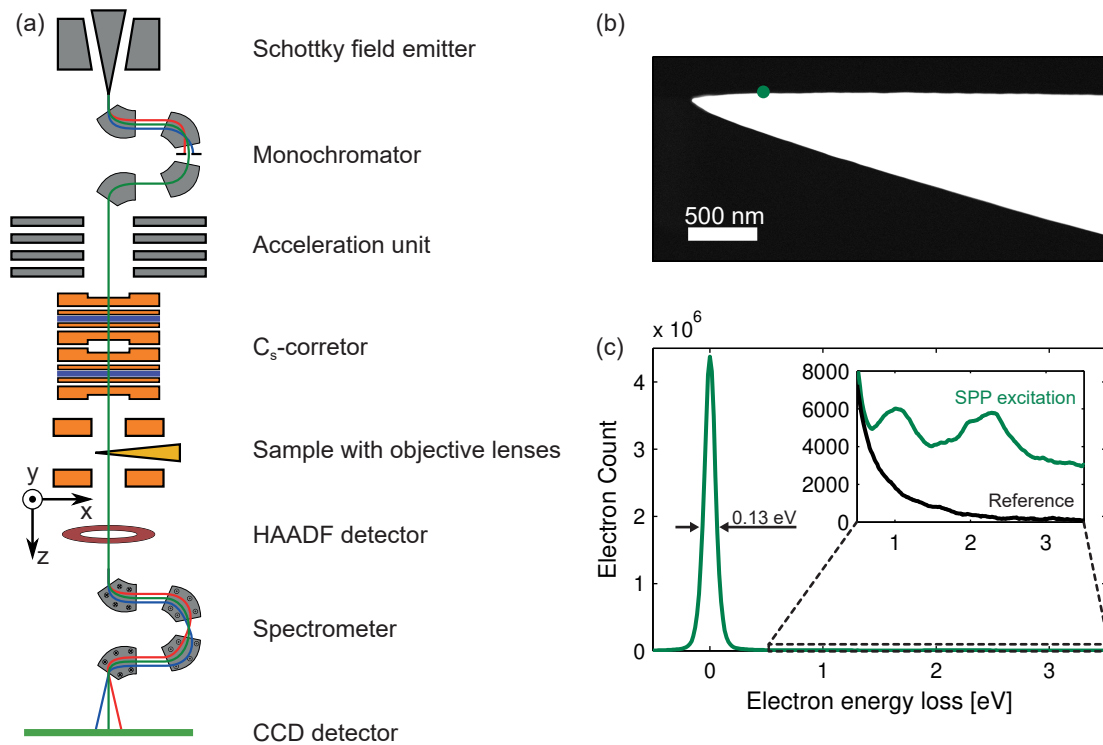 (a)
Schottky field emitter
Monochromator
Acceleration unit
Cs-corretor
Sample with objective lenses
y
x
z
HAADF detector
Spectrometer
CCD detector
(b)
500 nm
(c)
x 10^6
4
3
2
1
0
Electron Count
0.13 eV
0 1 2 3
Electron energy loss [eV]
8000
6000
4000
2000
0
SPP excitation
Reference
1 2 3